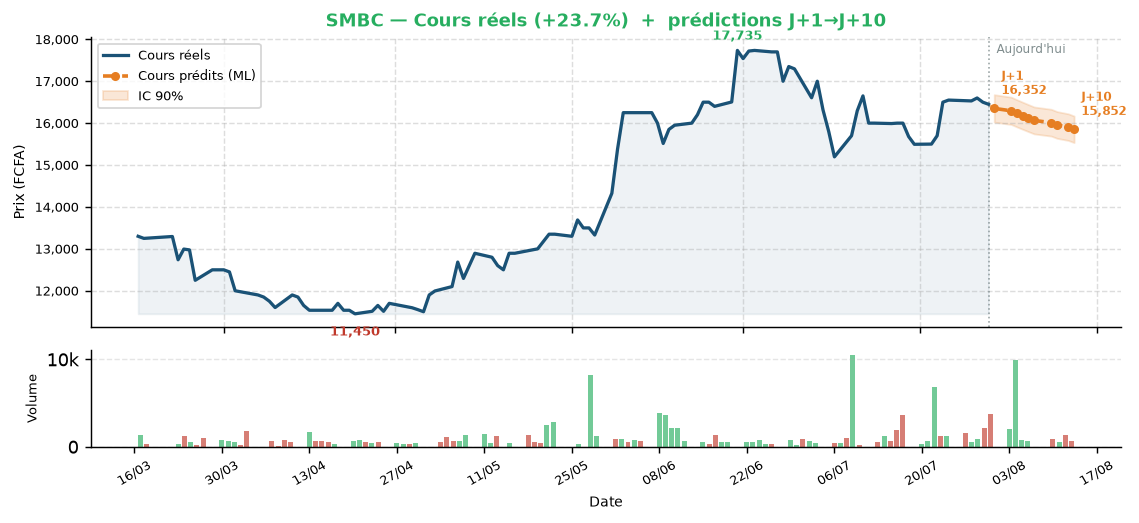 SMBC — Cours réels (+23.7%)  +  prédictions J+1→J+10
17,735
18,000
17,000
16,000
15,000
14,000
13,000
12,000
Prix (FCFA)
Cours réels
Cours prédits (ML)
IC 90%
Aujourd'hui
J+1
16,352
J+10
15,852
11,450
10k
0
Volume
16/03
30/03
13/04
27/04
11/05
25/05
08/06
22/06
06/07
20/07
03/08
17/08
Date